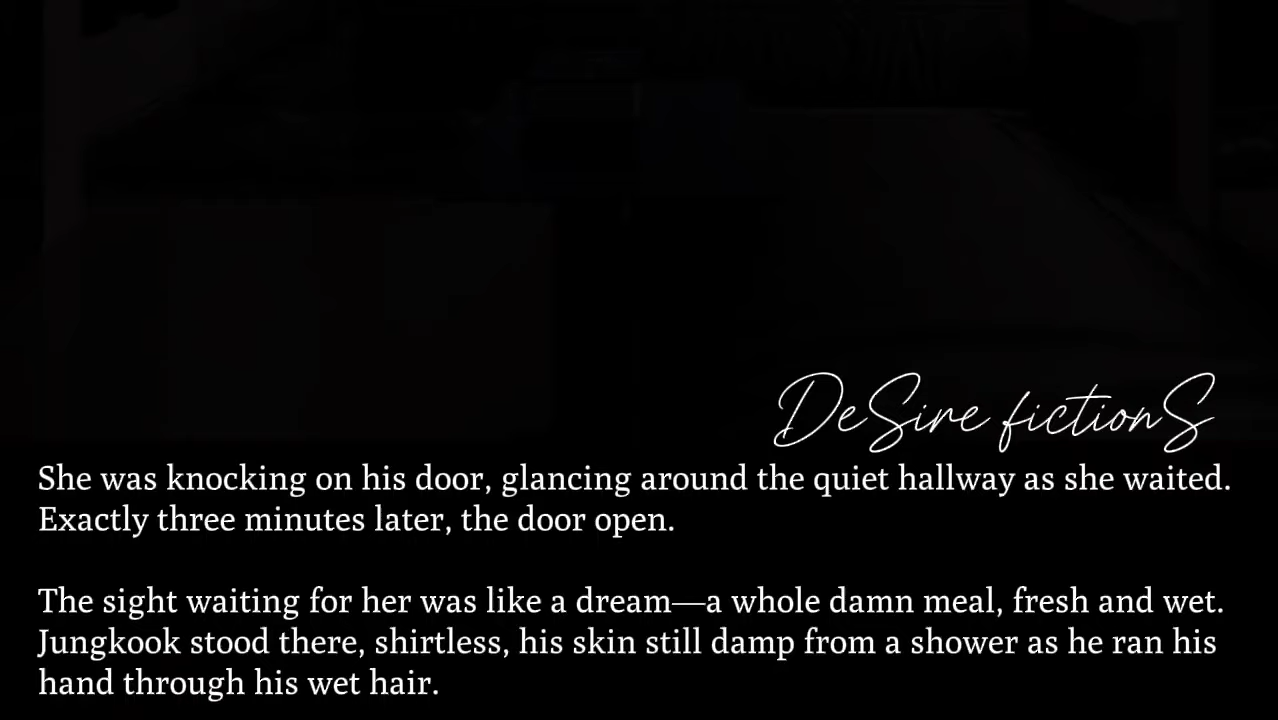 DeSire fictionS
She was knocking on his door, glancing around the quiet hallway as she waited.
Exactly three minutes later, the door open.
The sight waiting for her was like a dream—a whole damn meal, fresh and wet.
Jungkook stood there, shirtless, his skin still damp from a shower as he ran his
hand through his wet hair.